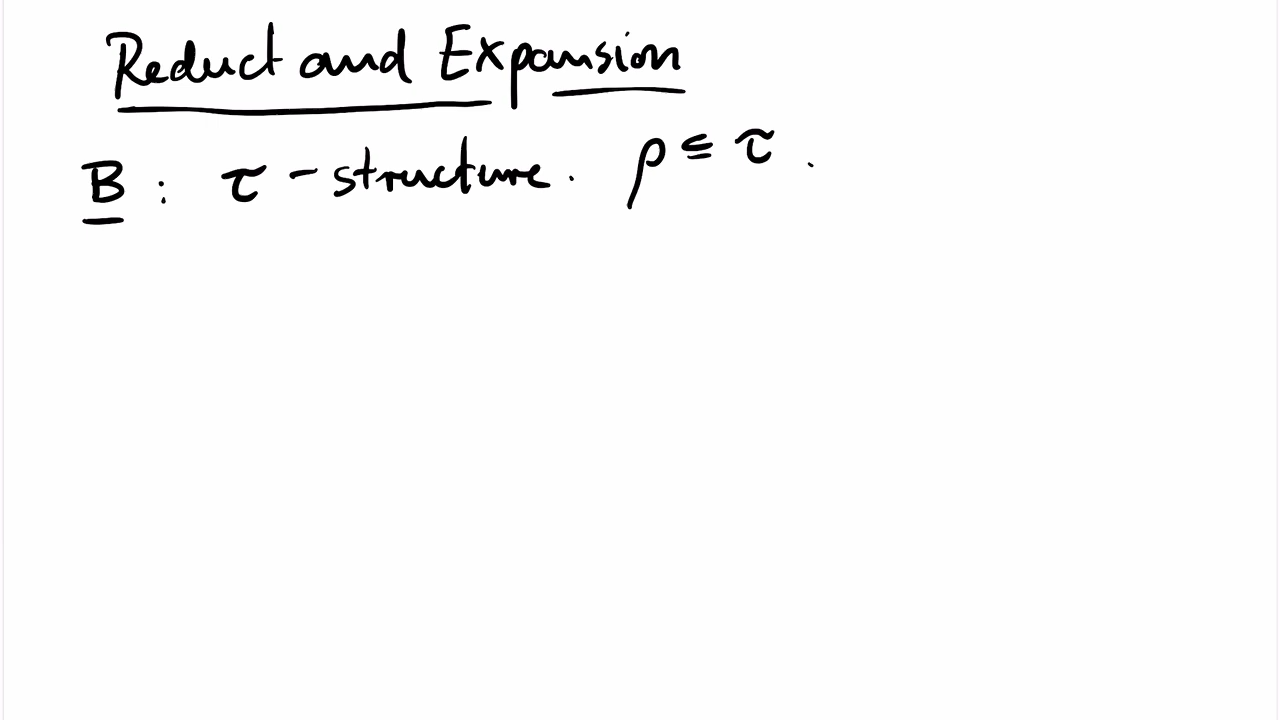 Reduct and Expansion
B : τ - structure. ρ ⊆ τ .